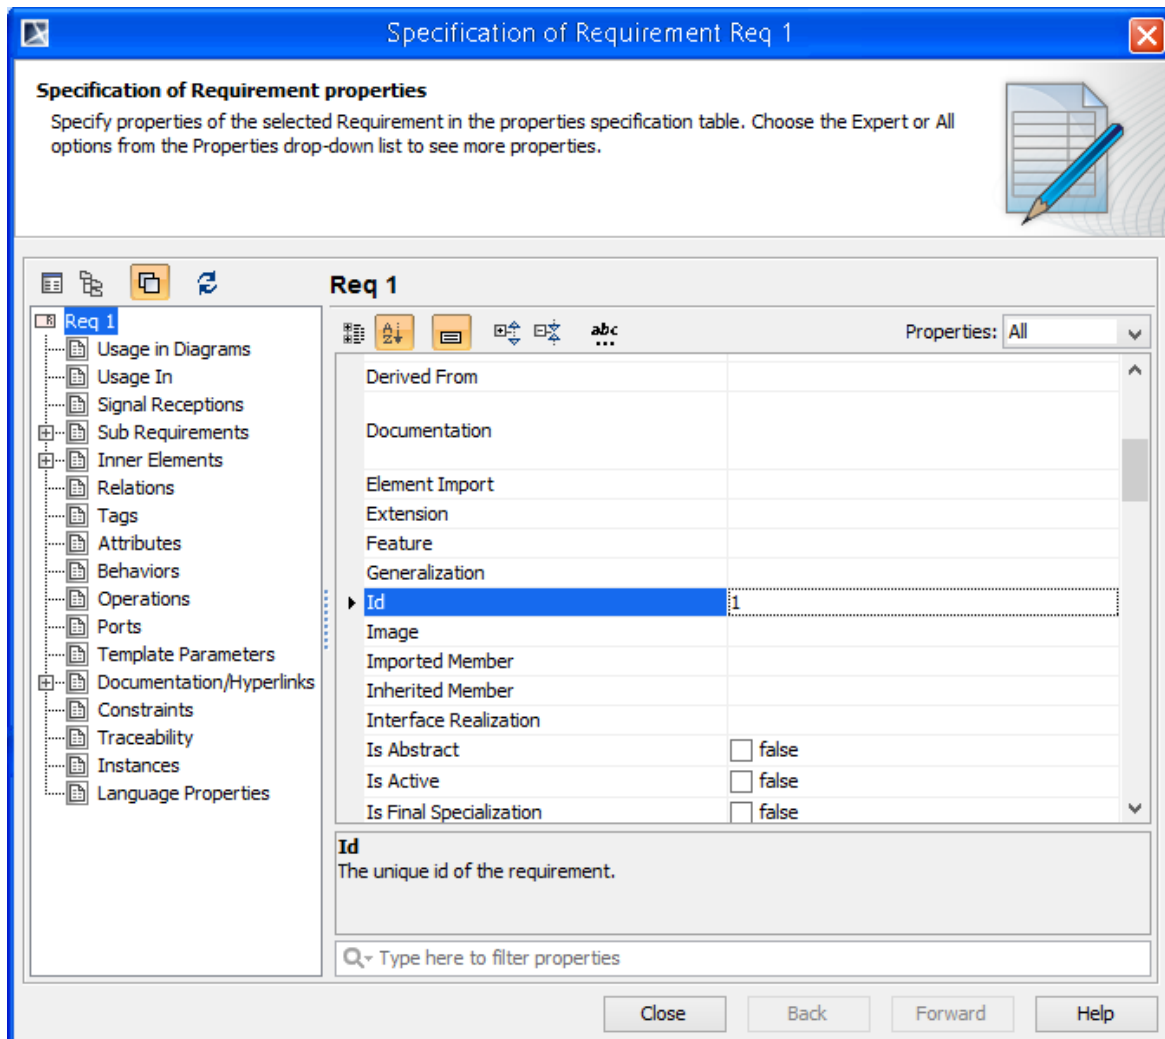 Specification of Requirement Req 1
Specification of Requirement properties
Specify properties of the selected Requirement in the properties specification table. Choose the Expert or All
options from the Properties drop-down list to see more properties.
Req 1
Req 1
Usage in Diagrams
Usage In
Signal Receptions
Sub Requirements
Inner Elements
Relations
Tags
Attributes
Behaviors
Operations
Ports
Template Parameters
Documentation/Hyperlinks
Constraints
Traceability
Instances
Language Properties
abc
Properties: All
Derived From
Documentation
Element Import
Extension
Feature
Generalization
Id 1
Image
Imported Member
Inherited Member
Interface Realization
Is Abstract false
Is Active false
Is Final Specialization false
Id
The unique id of the requirement.
Type here to filter properties
Close Back Forward Help